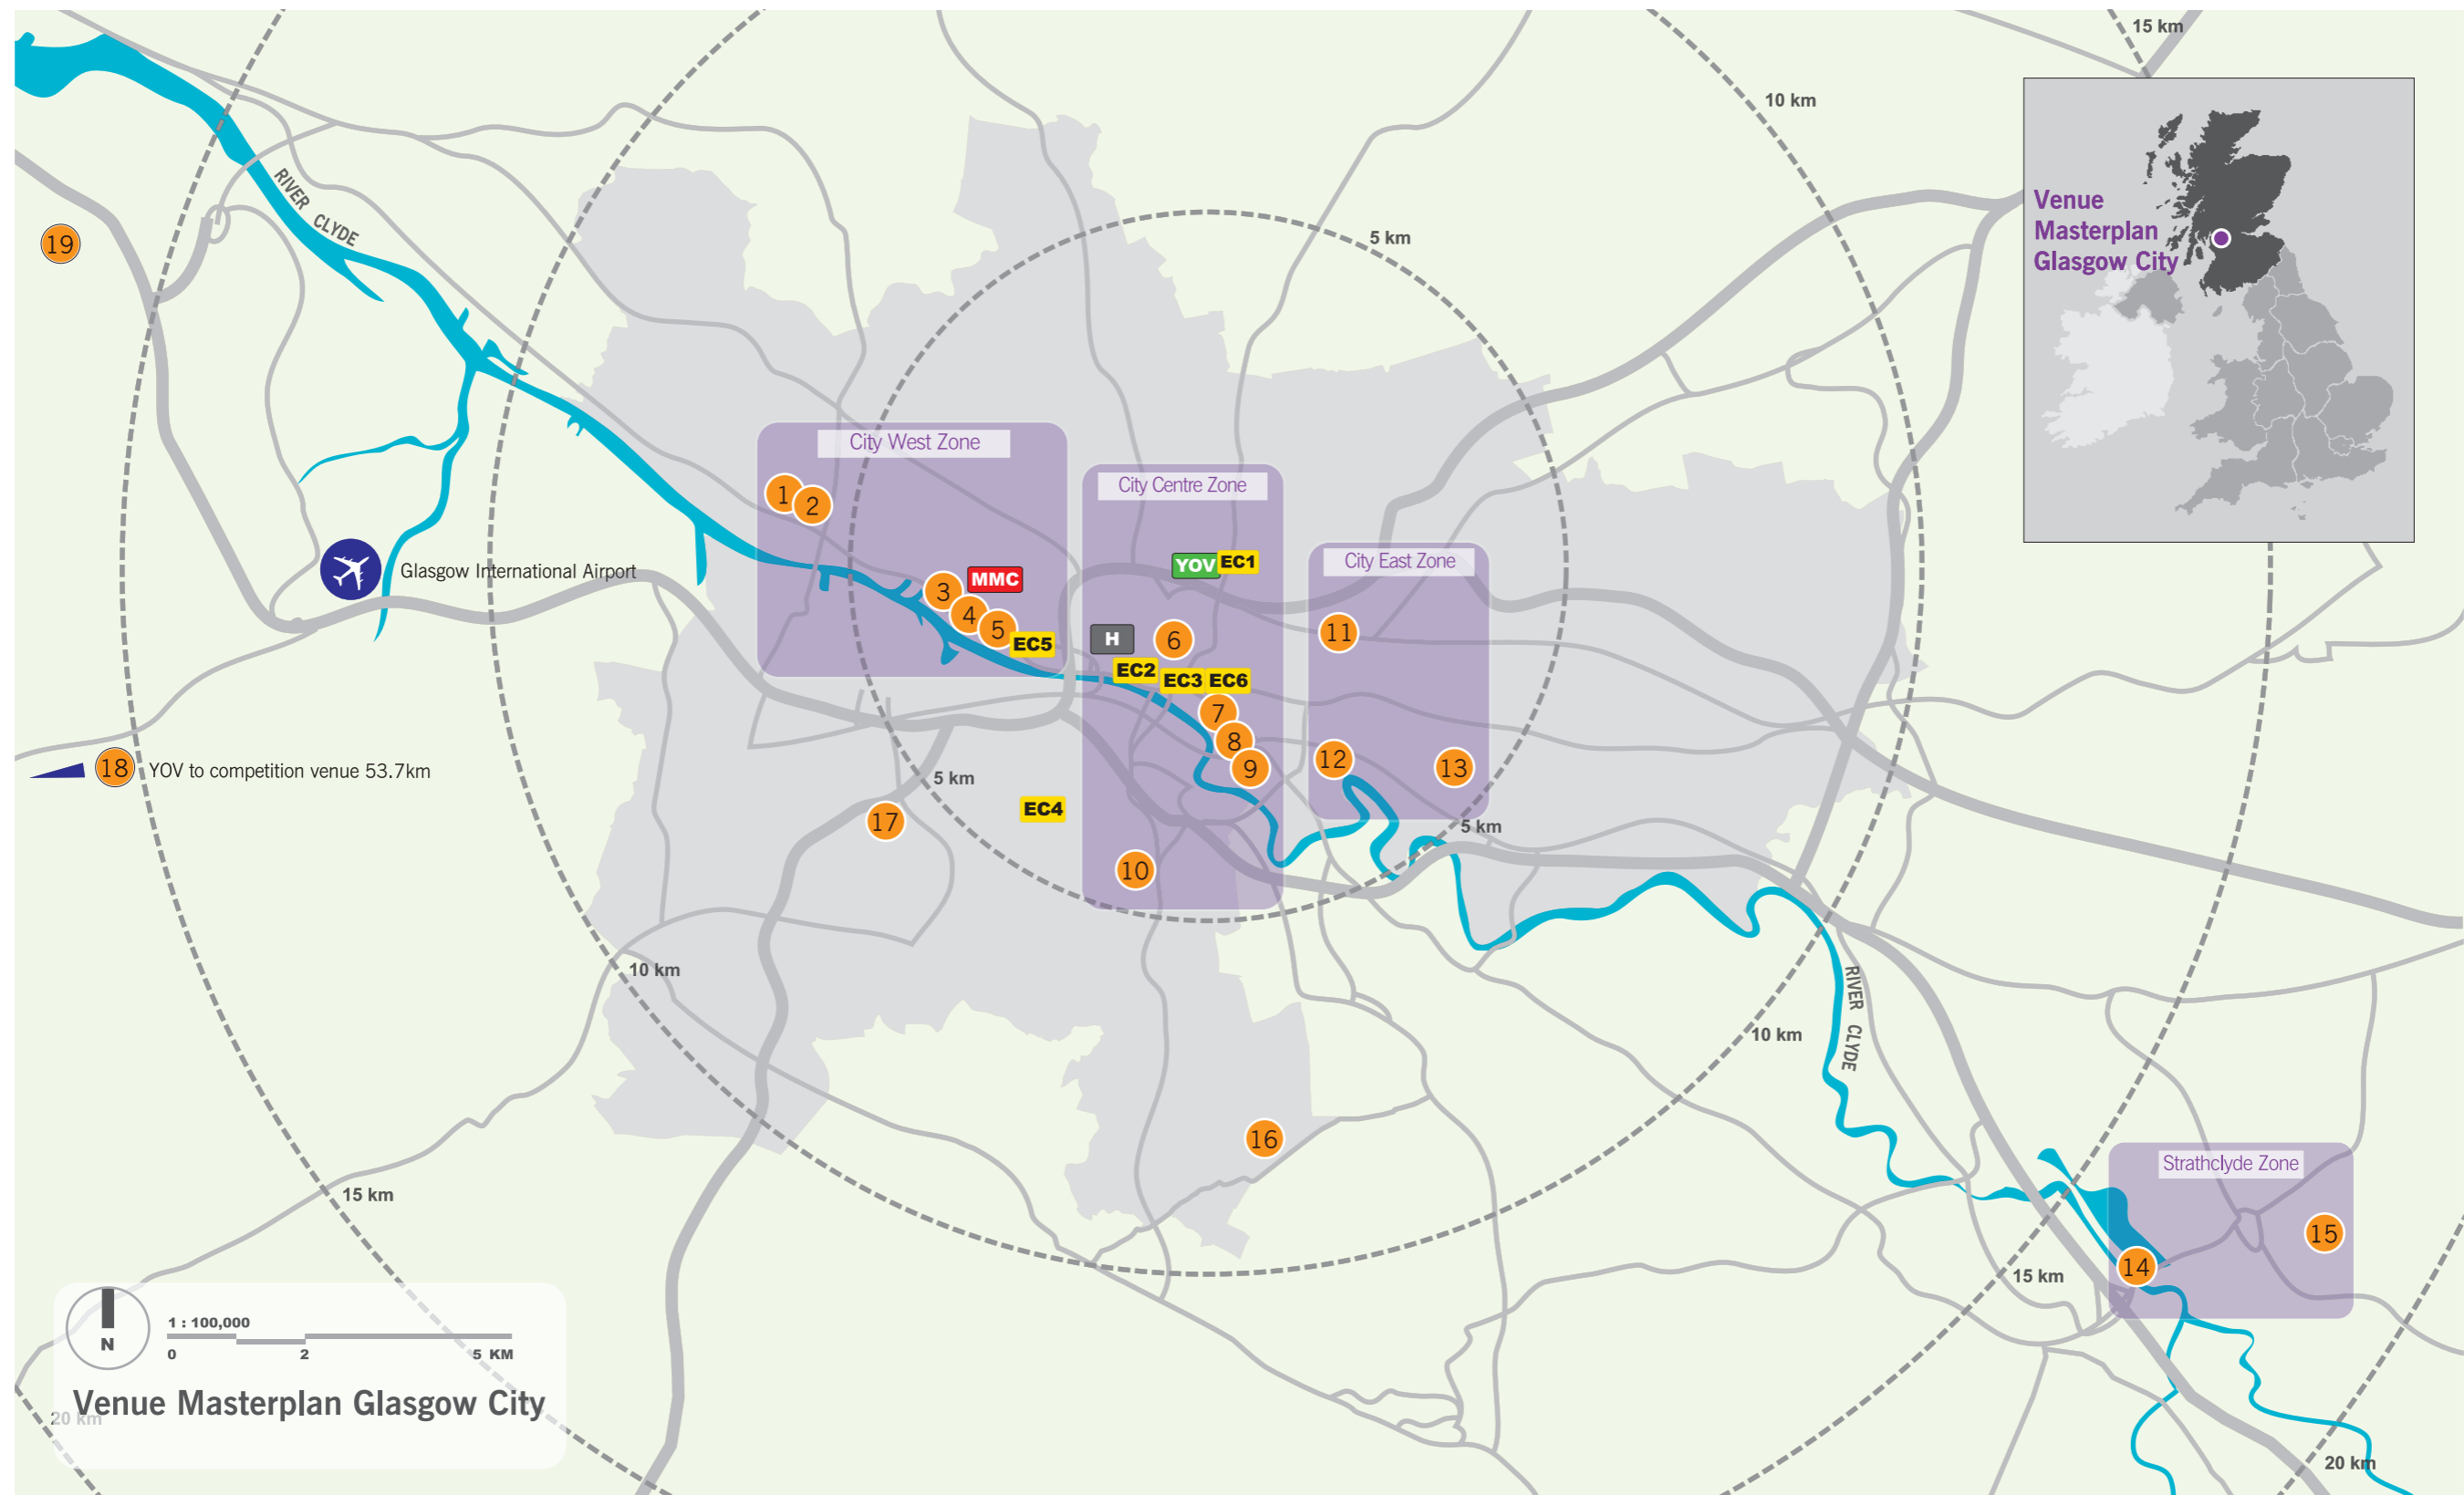 15 km
10 km
5 km
Venue
Masterplan
Glasgow City
RIVER CLYDE
19
City West Zone
City Centre Zone
City East Zone
1
2
YOV
EC1
Glasgow International Airport
MMC
3
4
5
EC5
H
6
11
EC2
EC3
EC6
7
8
9
12
13
18
YOV to competition venue 53.7km
5 km
EC4
17
5 km
10
10 km
RIVER CLYDE
10 km
16
Strathclyde Zone
15 km
15
14
15 km
1 : 100,000
N
0
2
5 KM
Venue Masterplan Glasgow City
20 km
20 km